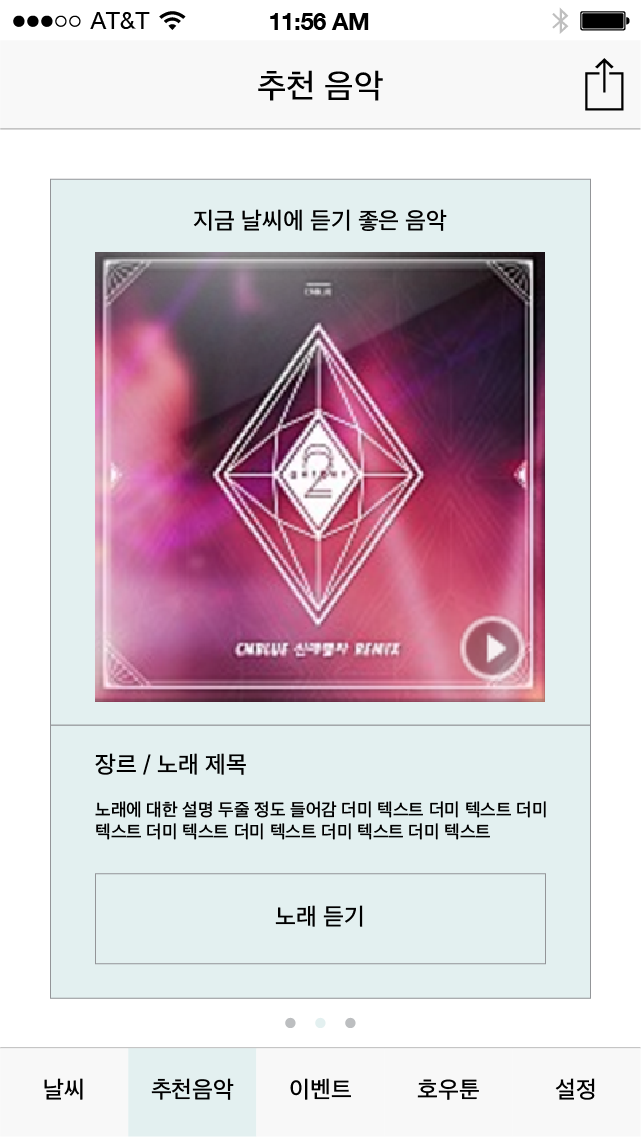 AT&T 11:56 AM
추천 음악
지금 날씨에 듣기 좋은 음악
CNBLUE
2
CNBLUE 신데렐라 REMIX
장르 / 노래 제목
노래에 대한 설명 두줄 정도 들어감 더미 텍스트 더미 텍스트 더미
텍스트 더미 텍스트 더미 텍스트 더미 텍스트 더미 텍스트
노래 듣기
날씨 추천음악 이벤트 호우툰 설정